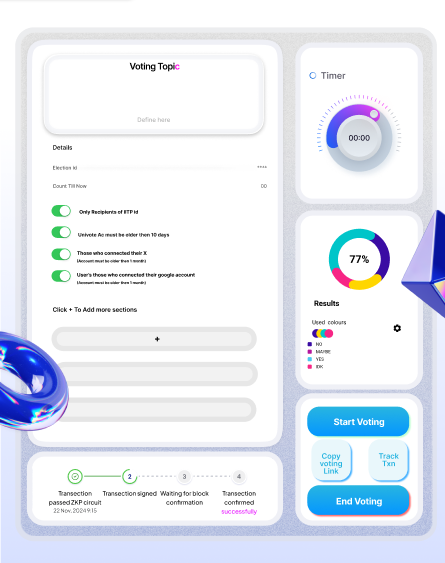 Voting Topic
Define here
Details
Election Id
****
Count Till Now
00
Only Recipients of IITP id
Univote Ac must be older then 10 days
Those who connected their X
(Account must be older then 1 month)
User's those who connected their google account
(Account must be older then 1 month)
Click + To Add more sections
+
Transection
passed ZKP circuit
22 Nov, 2024 9:15
2
Transection signed
3
Waiting for block
confirmation
4
Transection
confirmed
successfully
Timer
00:00
77%
Results
Used colours
NO
MAYBE
YES
IDK
Start Voting
Copy
voting
Link
Track
Txn
End Voting